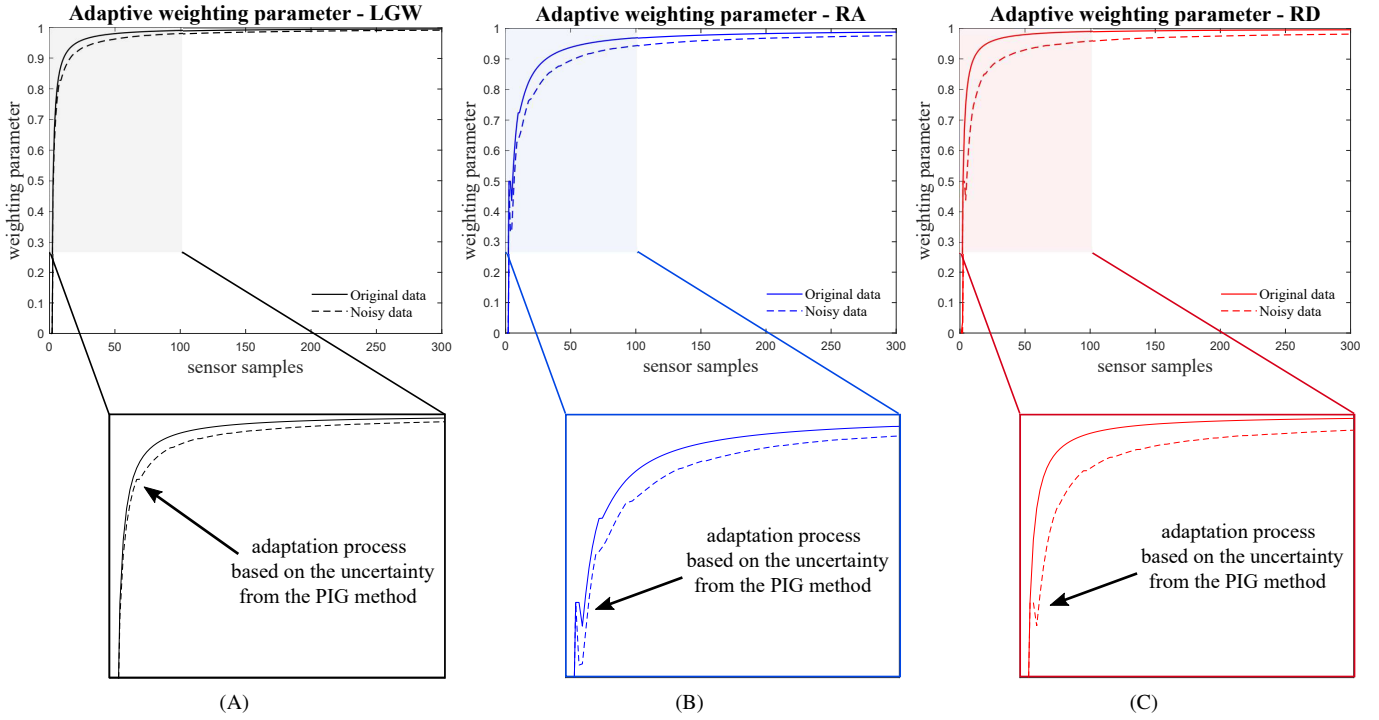 Adaptive weighting parameter - LGW
1
0.9
0.8
0.7
0.6
0.5
0.4
0.3
0.2
0.1
0
weighting parameter
Original data
Noisy data
0
50
100
150
200
250
300
sensor samples
adaptation process
based on the uncertainty
from the PIG method
(A)
Adaptive weighting parameter - RA
1
0.9
0.8
0.7
0.6
0.5
0.4
0.3
0.2
0.1
0
weighting parameter
Original data
Noisy data
0
50
100
150
200
250
300
sensor samples
adaptation process
based on the uncertainty
from the PIG method
(B)
Adaptive weighting parameter - RD
1
0.9
0.8
0.7
0.6
0.5
0.4
0.3
0.2
0.1
0
weighting parameter
Original data
Noisy data
0
50
100
150
200
250
300
sensor samples
adaptation process
based on the uncertainty
from the PIG method
(C)